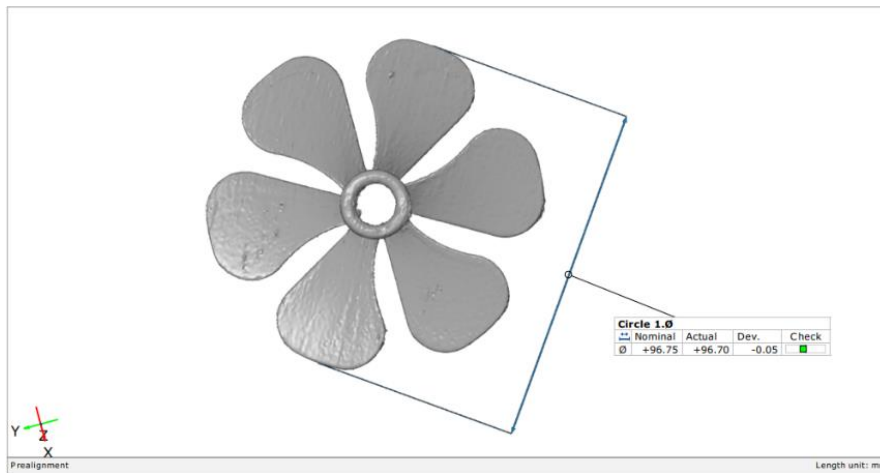 Circle 1.Ø
Nominal Actual Dev. Check
Ø +96.75 +96.70 -0.05
Y Z
X
Prealignment Length unit: m